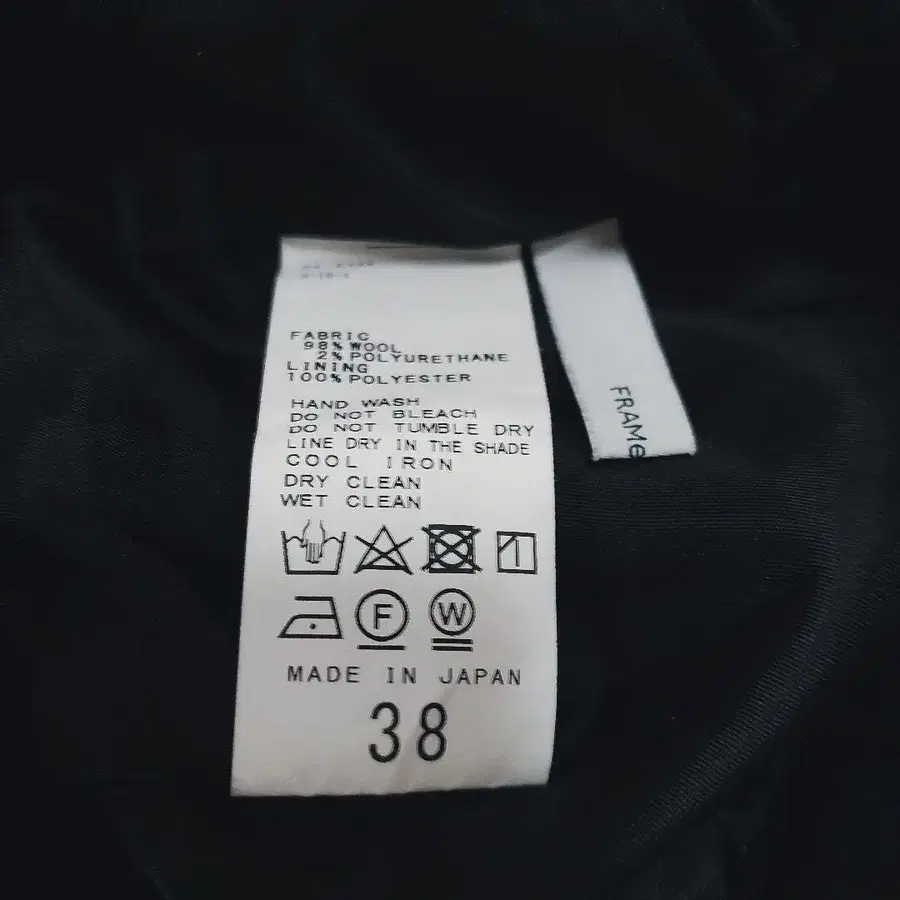 FABRIC
98% WOOL
2% POLYURETHANE
LINING
100% POLYESTER
HAND WASH
DO NOT BLEACH
DO NOT TUMBLE DRY
LINE DRY IN THE SHADE
COOL IRON
DRY CLEAN
WET CLEAN
F
W
MADE IN JAPAN
38
FRAMe